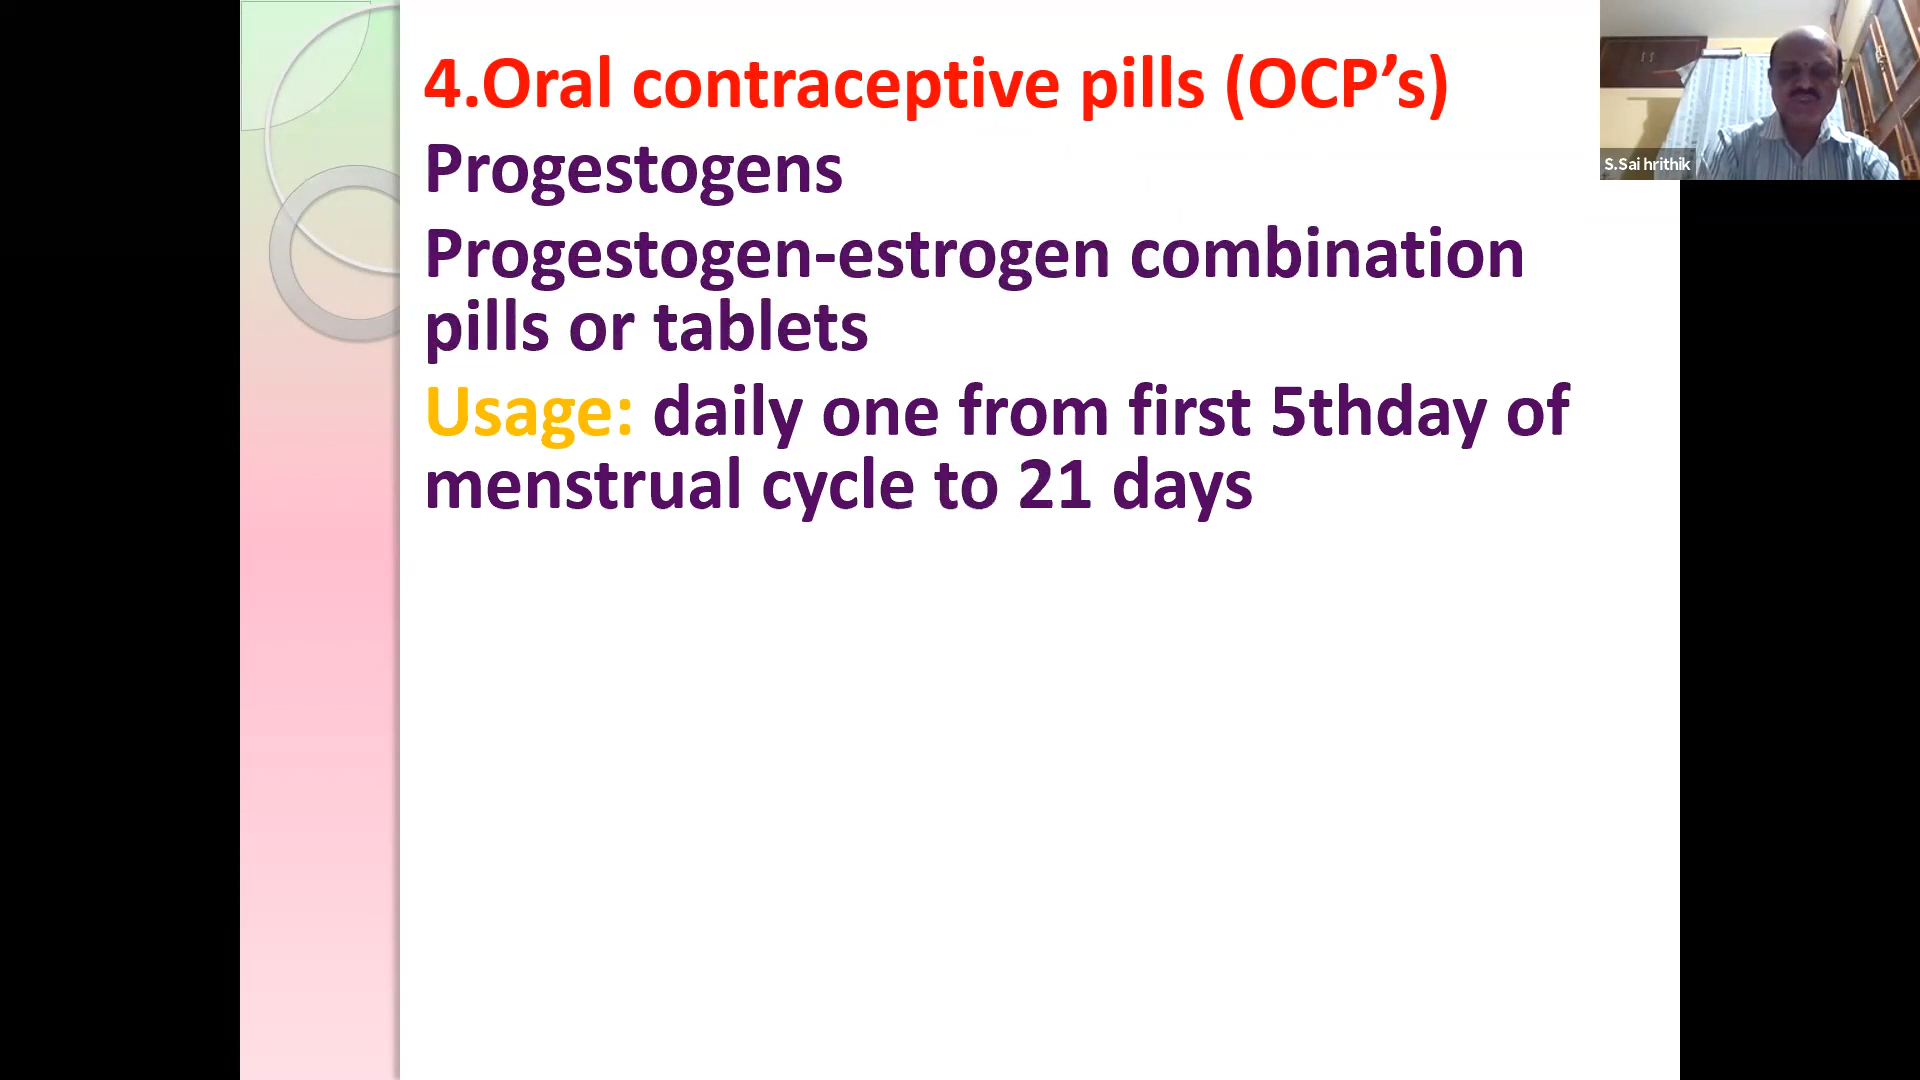 4.Oral contraceptive pills (OCP’s)
Progestogens
Progestogen-estrogen combination
pills or tablets
Usage: daily one from first 5thday of
menstrual cycle to 21 days
S.Sai hrithik